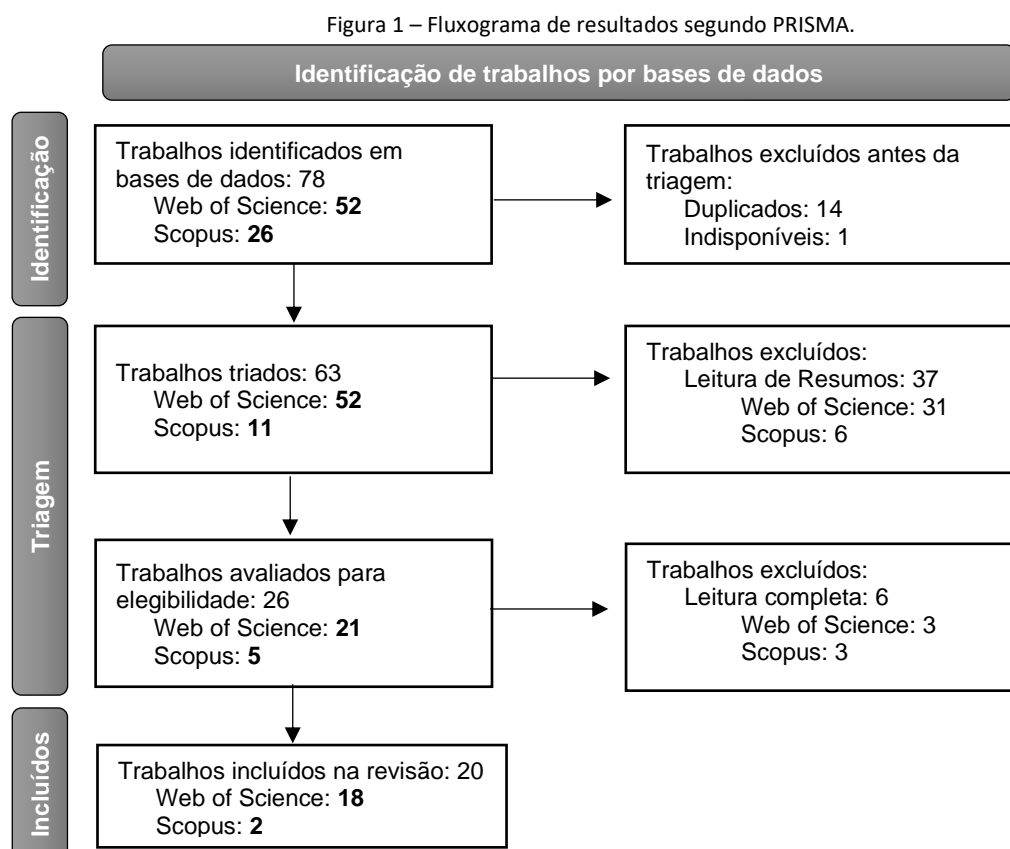 Figura 1 – Fluxograma de resultados segundo PRISMA.
Identificação de trabalhos por bases de dados
Identificação
Trabalhos identificados em
bases de dados: 78
Web of Science: 52
Scopus: 26
Trabalhos excluídos antes da
triagem:
Duplicados: 14
Indisponíveis: 1
Triagem
Trabalhos triados: 63
Web of Science: 52
Scopus: 11
Trabalhos excluídos:
Leitura de Resumos: 37
Web of Science: 31
Scopus: 6
Trabalhos avaliados para
elegibilidade: 26
Web of Science: 21
Scopus: 5
Trabalhos excluídos:
Leitura completa: 6
Web of Science: 3
Scopus: 3
Incluídos
Trabalhos incluídos na revisão: 20
Web of Science: 18
Scopus: 2